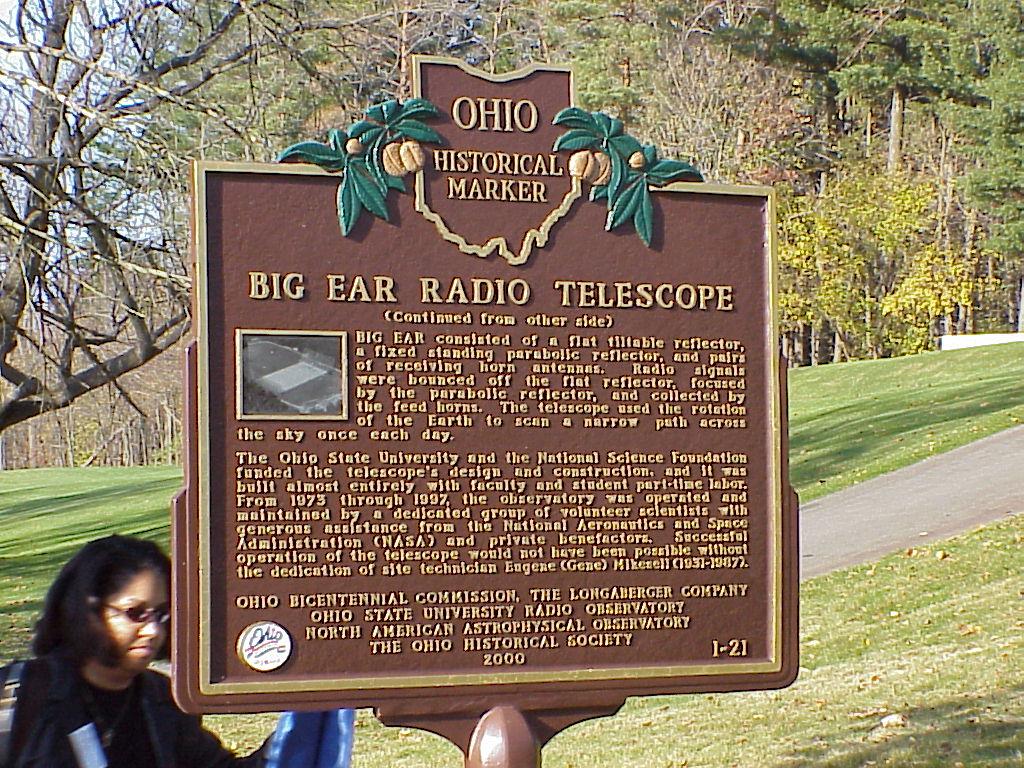 OHIO
HISTORICAL
MARKER
BIG EAR RADIO TELESCOPE
(Continued from other side)
BIG EAR consisted of a flat tiltable reflector,
a fixed standing parabolic reflector, and pairs
of receiving horn antennas. Radio signals
were bounced off the flat reflector, focused
by the parabolic reflector, and collected by
the feed horns. The telescope used the rotation
of the Earth to scan a narrow path across
the sky once each day.
The Ohio State University and the National Science Foundation
funded the telescope's design and construction, and it was
built almost entirely with faculty and student part-time labor.
From 1973 through 1997, the observatory was operated and
maintained by a dedicated group of volunteer scientists with
generous assistance from the National Aeronautics and Space
Administration (NASA) and private benefactors. Successful
operation of the telescope would not have been possible without
the dedication of site technician Eugene (Gene) Mikesell (1931-1987).
OHIO BICENTENNIAL COMMISSION, THE LONGABERGER COMPANY
OHIO STATE UNIVERSITY RADIO OBSERVATORY
NORTH AMERICAN ASTROPHYSICAL OBSERVATORY
THE OHIO HISTORICAL SOCIETY
2000
1-21
Ohio